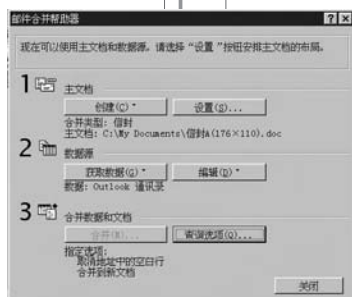 邮件合并帮助器
现在可以使用主文档和数据源。请选择“设置”按钮安排主文档的布局。
1 主文档
创建(C)
设置(S)...
合并类型: 信封
主文档: C:\My Documents\信封A(176×110).doc
2 数据源
获取数据(G)
编辑(D)
数据: Outlook 通讯录
3 合并数据和文档
合并(M)...
查询选项(Q)...
指定选项:
取消地址中的空白行
合并到新文档
关闭